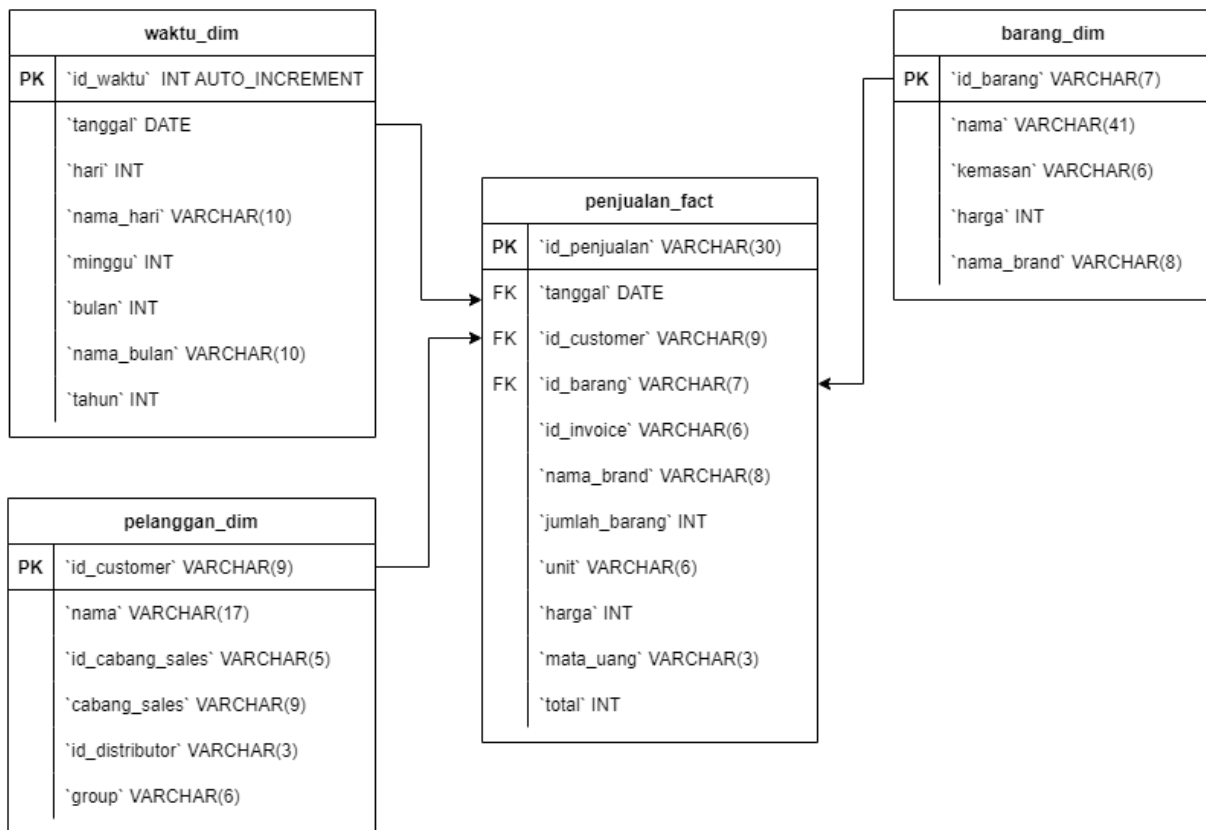 waktu_dim
PK `id_waktu` INT AUTO_INCREMENT
`tanggal` DATE
`hari` INT
`nama_hari` VARCHAR(10)
`minggu` INT
`bulan` INT
`nama_bulan` VARCHAR(10)
`tahun` INT
pelanggan_dim
PK `id_customer` VARCHAR(9)
`nama` VARCHAR(17)
`id_cabang_sales` VARCHAR(5)
`cabang_sales` VARCHAR(9)
`id_distributor` VARCHAR(3)
`group` VARCHAR(6)
penjualan_fact
PK `id_penjualan` VARCHAR(30)
FK `tanggal` DATE
FK `id_customer` VARCHAR(9)
FK `id_barang` VARCHAR(7)
`id_invoice` VARCHAR(6)
`nama_brand` VARCHAR(8)
`jumlah_barang` INT
`unit` VARCHAR(6)
`harga` INT
`mata_uang` VARCHAR(3)
`total` INT
barang_dim
PK `id_barang` VARCHAR(7)
`nama` VARCHAR(41)
`kemasan` VARCHAR(6)
`harga` INT
`nama_brand` VARCHAR(8)